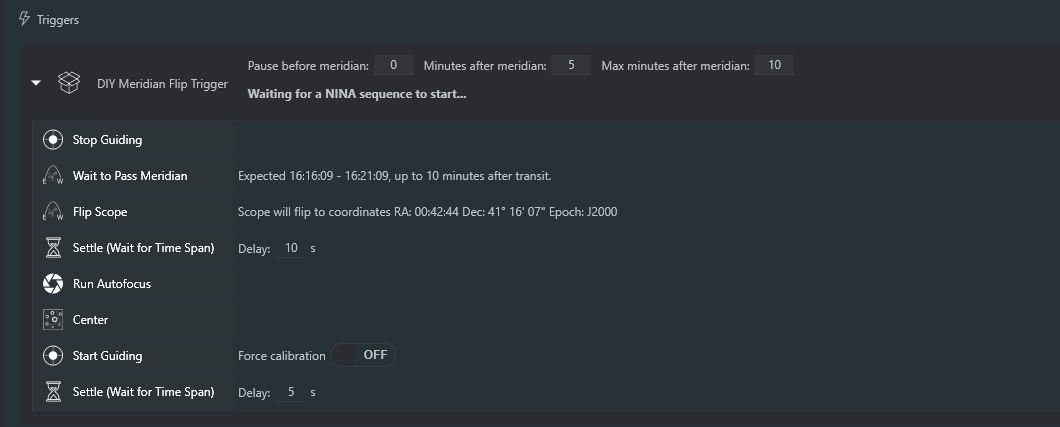 Triggers
DIY Meridian Flip Trigger
Pause before meridian: 0 Minutes after meridian: 5 Max minutes after meridian: 10
Waiting for a NINA sequence to start...
Stop Guiding
Wait to Pass Meridian Expected 16:16:09 - 16:21:09, up to 10 minutes after transit.
Flip Scope Scope will flip to coordinates RA: 00:42:44 Dec: 41° 16' 07" Epoch: J2000
Settle (Wait for Time Span) Delay: 10 s
Run Autofocus
Center
Start Guiding Force calibration OFF
Settle (Wait for Time Span) Delay: 5 s